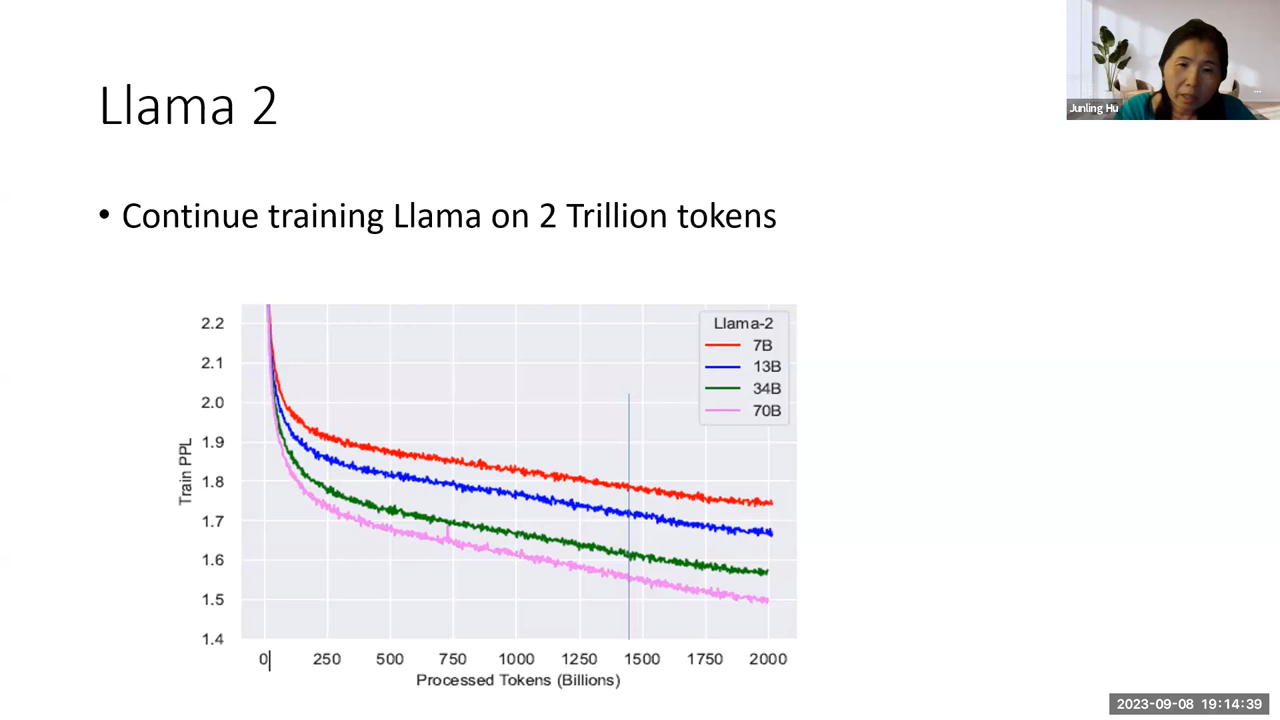 Llama 2
Junling Hu
• Continue training Llama on 2 Trillion tokens
Llama-2
7B
13B
34B
70B
Train PPL
2.2
2.1
2.0
1.9
1.8
1.7
1.6
1.5
1.4
0 250 500 750 1000 1250 1500 1750 2000
Processed Tokens (Billions)
2023-09-08 19:14:39